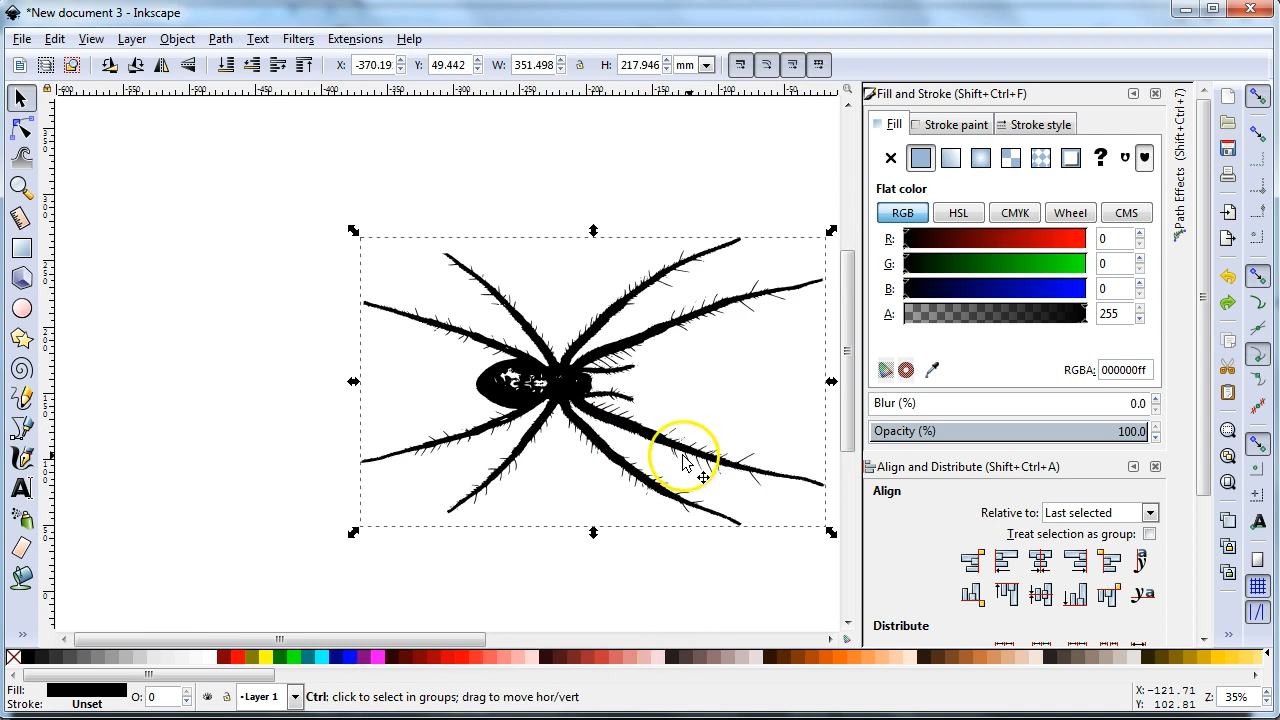 *New document 3 - Inkscape
File Edit View Layer Object Path Text Filters Extensions Help
X: -370.19 Y: 49.442 W: 351.498 H: 217.946 mm
Fill and Stroke (Shift+Ctrl+F)
Fill Stroke paint Stroke style
Flat color
RGB HSL CMYK Wheel CMS
R: 0
G: 0
B: 0
A: 255
RGBA: 000000ff
Blur (%) 0.0
Opacity (%) 100.0
Align and Distribute (Shift+Ctrl+A)
Align
Relative to: Last selected
Treat selection as group:
Distribute
Path Effects (Shift+Ctrl+7)
Fill:
Stroke: Unset
O: 0
Layer 1
Ctrl: click to select in groups; drag to move hor/vert
X: -121.71
Y: 102.81
Z: 35%